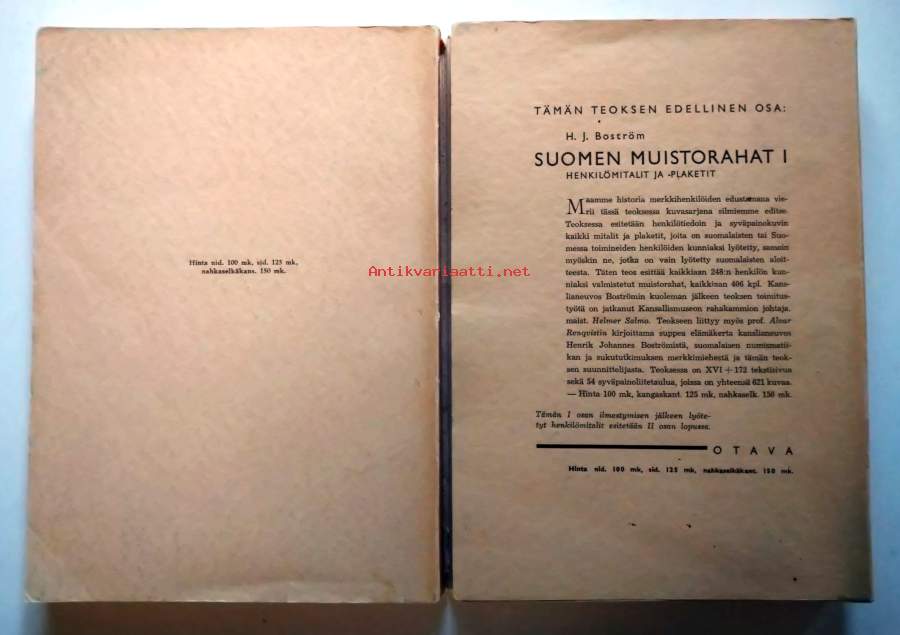 Hinta nid. 100 mk, sid. 125 mk,
nahkaselkäkans. 150 mk.
Antikvariaatti.net
TÄMÄN TEOKSEN EDELLINEN OSA:
H. J. Boström
SUOMEN MUISTORAHAT I
HENKILÖMITALIT JA -PLAKETIT
Maamme historia merkkihenkilöiden edustamana vie-
rii tässä teoksessa kuvasarjana silmiemme editse.
Teoksessa esitetään henkilötiedoin ja syväpainokuvin
kaikki mitalit ja plaketit, joita on suomalaisten tai Suo-
messa toimineiden henkilöiden kunniaksi lyötetty, samoin
myöskin ne, jotka on vain lyötetty suomalaisten aloit-
teesta. Täten teos esittää kaikkiaan 248:n henkilön kun-
niaksi valmistetut muistorahat, kaikkiaan 406 kpl. Kans-
lianeuvos Boströmin kuoleman jälkeen teoksen toimitus-
työtä on jatkanut Kansallismuseon rahakammion johtaja,
maist. Helmer Salmo. Teokseen liittyy myös prof. Alvar
Renqvistin kirjoittama suppea elämäkerta kanslianeuvos
Henrik Johannes Boströmistä, suomalaisen numismatii-
kan ja sukututkimuksen merkkimiehestä ja tämän teok-
sen suunnittelijasta. Teoksessa on XVI + 172 tekstisivua
sekä 54 syväpainoliitetaulua, joissa on yhteensä 621 kuvaa.
— Hinta 100 mk, kangaskant. 125 mk, nahkaselk. 150 mk.
Tämän I osan ilmestymisen jälkeen lyöte-
tyt henkilömitalit esitetään II osan lopussa.
OTAVA
Hinta nid. 100 mk, sid. 125 mk, nahkaselkäkant. 150 mk.